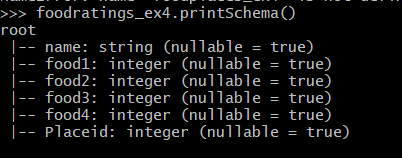 >>> foodratings_ex4.printSchema()
root
 |-- name: string (nullable = true)
 |-- food1: integer (nullable = true)
 |-- food2: integer (nullable = true)
 |-- food3: integer (nullable = true)
 |-- food4: integer (nullable = true)
 |-- Placeid: integer (nullable = true)